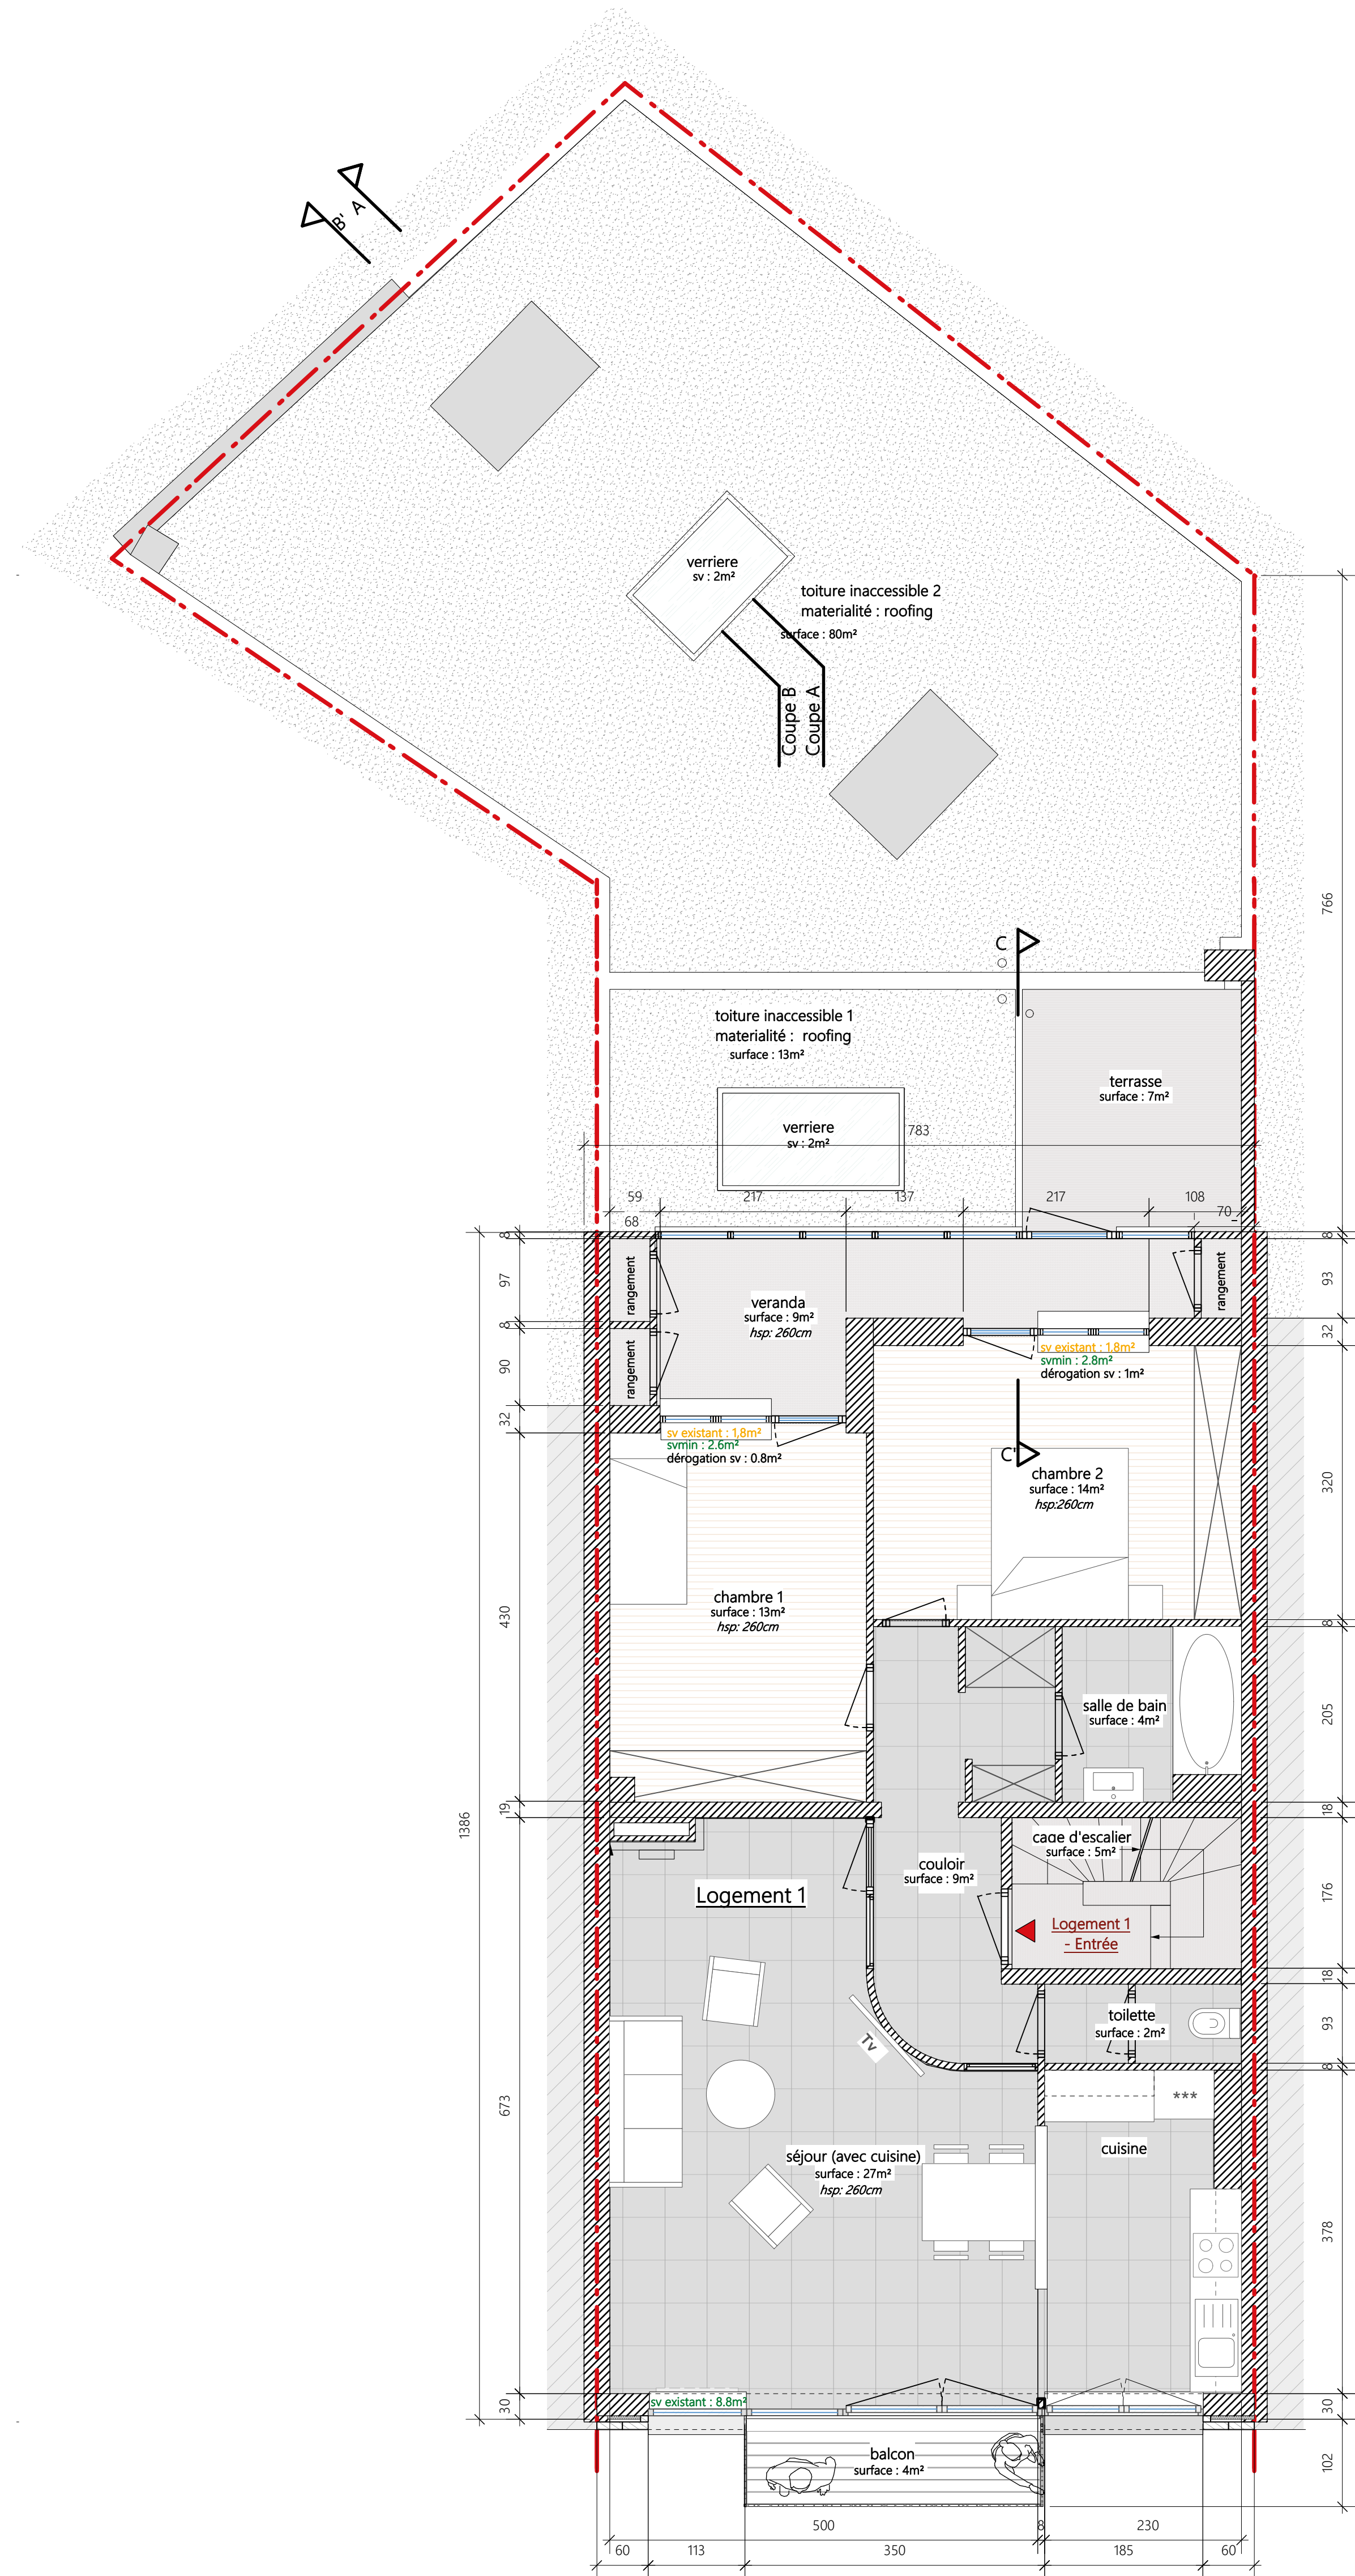 B' A
verriere
sv : 2m²
toiture inaccessible 2
materialité : roofing
surface : 80m²
Coupe B
Coupe A
766
C
toiture inaccessible 1
materialité : roofing
surface : 13m²
terrasse
surface : 7m²
verriere
sv : 2m²
783
59
217
137
217
108
68
70
8
8
97
93
rangement
rangement
veranda
surface : 9m²
hsp: 260cm
8
32
90
rangement
sv existant : 1.8m²
svmin : 2.8m²
dérogation sv : 1m²
32
sv existant : 1.8m²
svmin : 2.6m²
dérogation sv : 0.8m²
C'
chambre 2
surface : 14m²
hsp:260cm
320
chambre 1
surface : 13m²
hsp: 260cm
430
8
salle de bain
surface : 4m²
205
19
18
1386
cage d'escalier
surface : 5m²
couloir
surface : 9m²
Logement 1
176
Logement 1
- Entrée
18
toilette
surface : 2m²
93
Tv
8
673
***
cuisine
séjour (avec cuisine)
surface : 27m²
hsp: 260cm
378
sv existant : 8.8m²
30
30
balcon
surface : 4m²
102
500
8
230
60
113
350
185
60